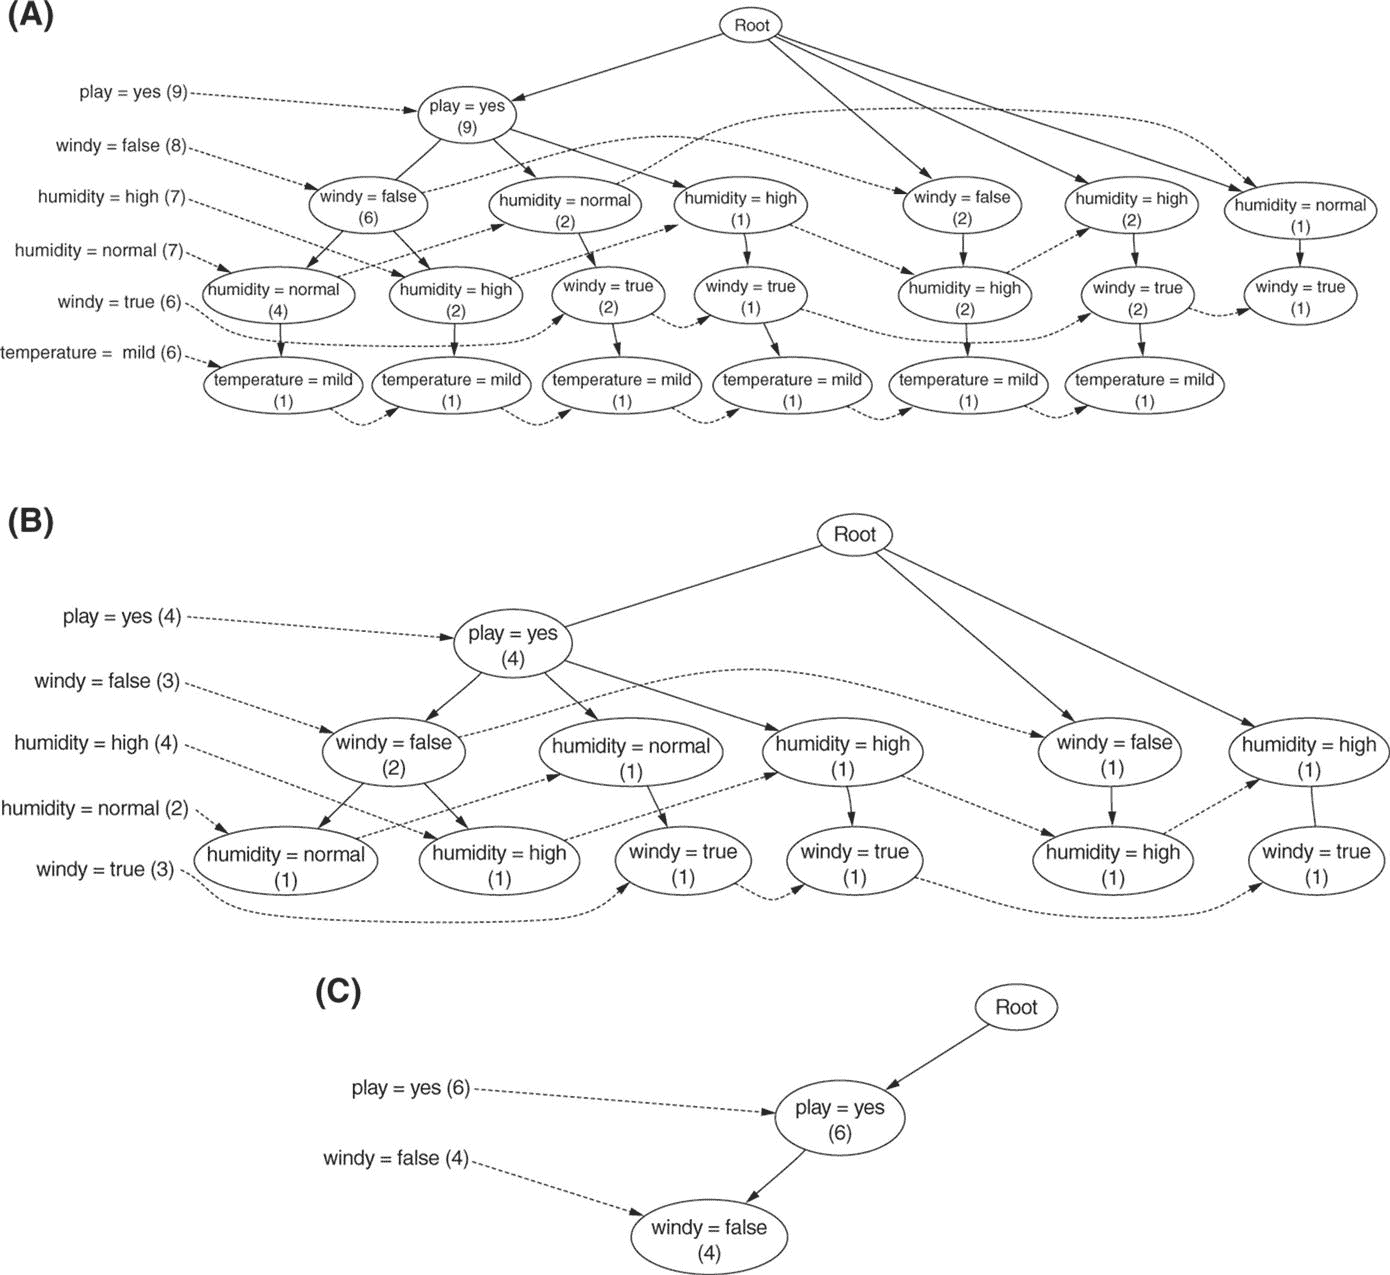 (A)
Root
play = yes (9)
play = yes
(9)
windy = false (8)
humidity = high (7)
windy = false
(6)
humidity = normal
(2)
humidity = high
(1)
windy = false
(2)
humidity = high
(2)
humidity = normal
(1)
humidity = normal (7)
windy = true (6)
humidity = normal
(4)
humidity = high
(2)
windy = true
(2)
windy = true
(1)
humidity = high
(2)
windy = true
(2)
windy = true
(1)
temperature = mild (6)
temperature = mild
(1)
temperature = mild
(1)
temperature = mild
(1)
temperature = mild
(1)
temperature = mild
(1)
temperature = mild
(1)
(B)
Root
play = yes (4)
play = yes
(4)
windy = false (3)
humidity = high (4)
windy = false
(2)
humidity = normal
(1)
humidity = high
(1)
windy = false
(1)
humidity = high
(1)
humidity = normal (2)
windy = true (3)
humidity = normal
(1)
humidity = high
(1)
windy = true
(1)
windy = true
(1)
humidity = high
(1)
windy = true
(1)
(C)
Root
play = yes (6)
play = yes
(6)
windy = false (4)
windy = false
(4)